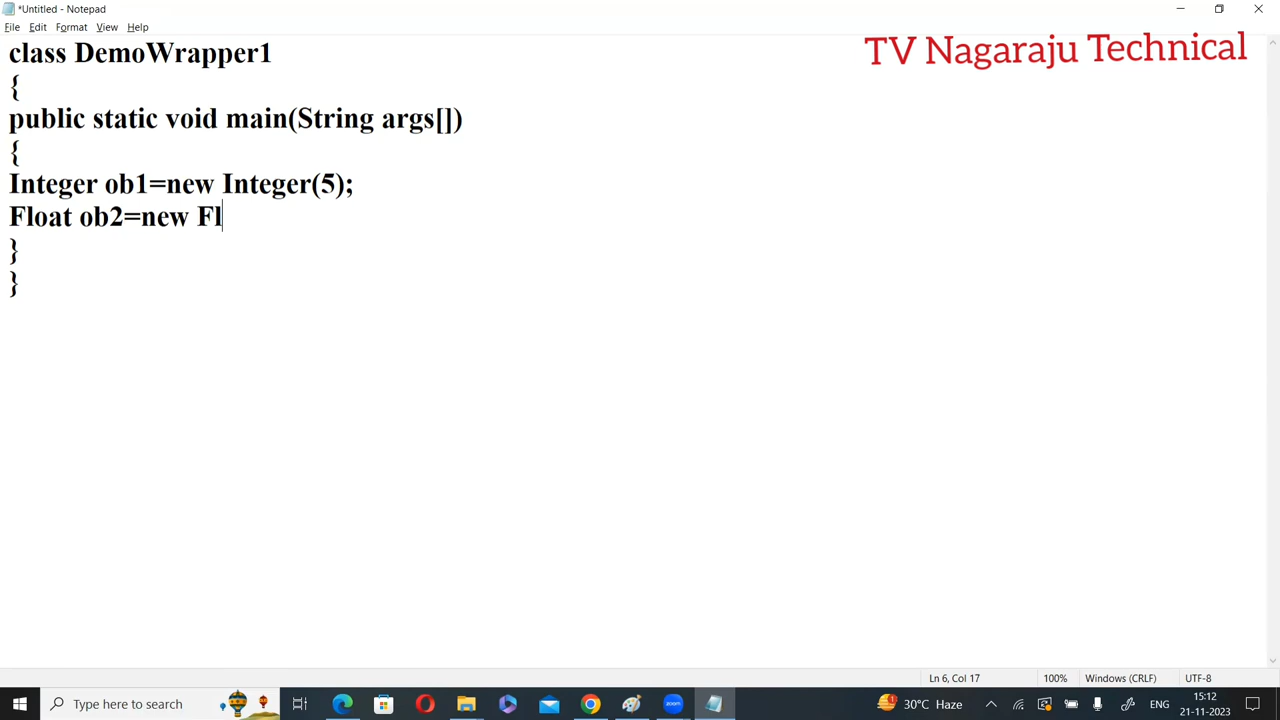 *Untitled - Notepad
File Edit Format View Help
TV Nagaraju Technical
class DemoWrapper1
{
public static void main(String args[])
{
Integer ob1=new Integer(5);
Float ob2=new Fl
}
}
Ln 6, Col 17 100% Windows (CRLF) UTF-8
Type here to search
30°C Haze
ENG
15:12
21-11-2023